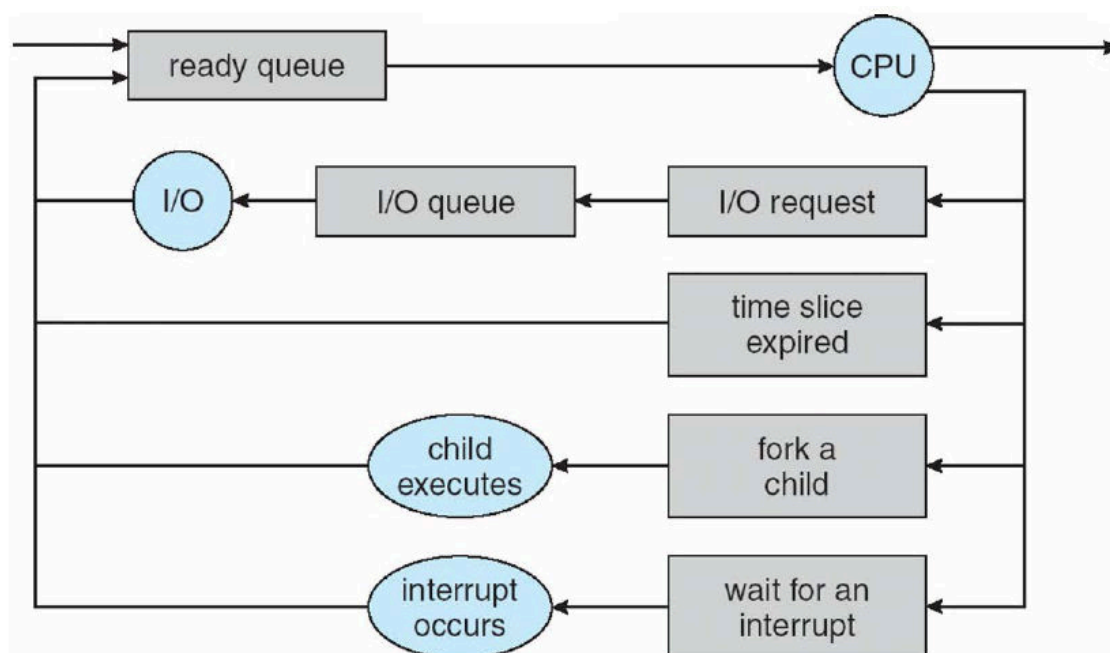 ready queue
CPU
I/O
I/O queue
I/O request
time slice
expired
child
executes
fork a
child
interrupt
occurs
wait for an
interrupt